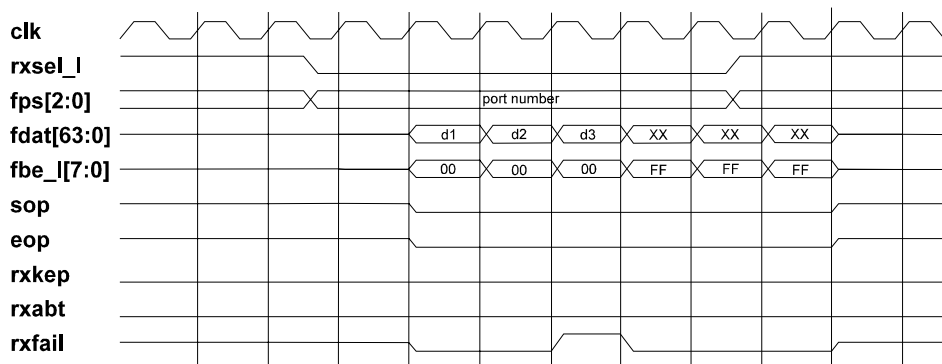 clk
rxsel_l
fps[2:0]
port number
fdat[63:0]
d1 d2 d3 XX XX XX
fbe_l[7:0]
00 00 00 FF FF FF
sop
eop
rxkep
rxabt
rxfail